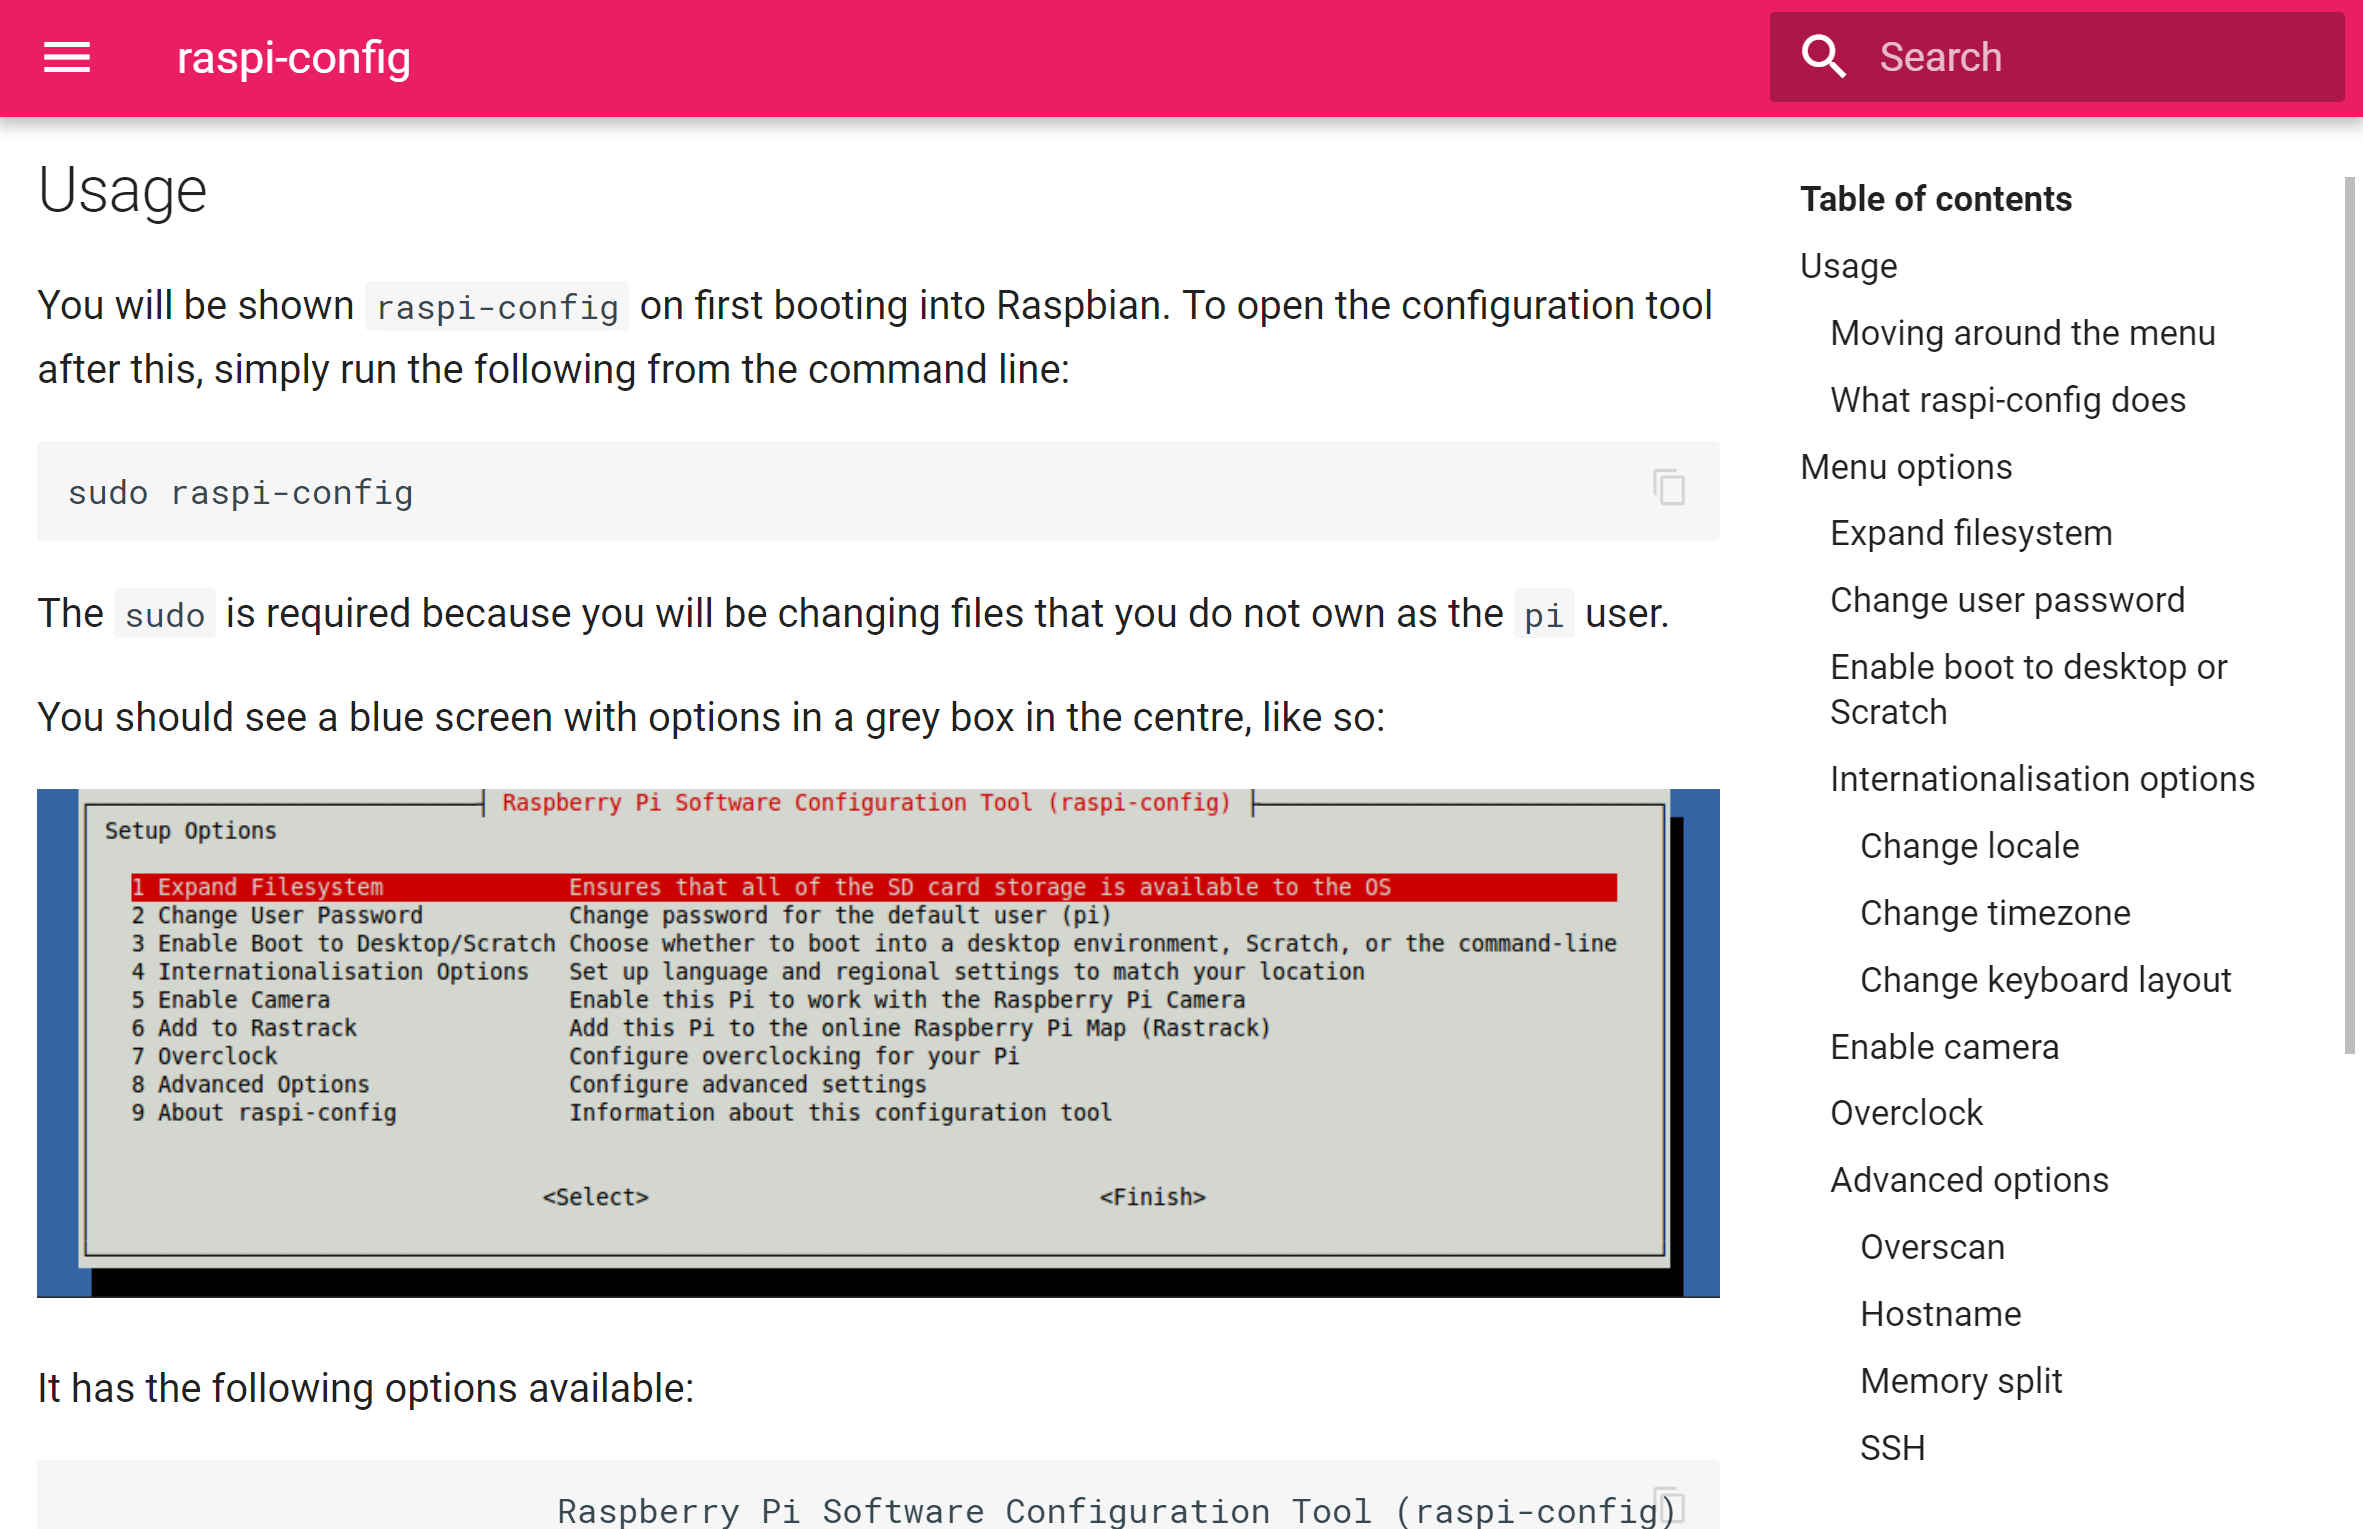 raspi-config
Search
Usage
You will be shown raspi-config on first booting into Raspbian. To open the configuration tool
after this, simply run the following from the command line:
sudo raspi-config
The sudo is required because you will be changing files that you do not own as the pi user.
You should see a blue screen with options in a grey box in the centre, like so:
Raspberry Pi Software Configuration Tool (raspi-config)
Setup Options
1 Expand Filesystem Ensures that all of the SD card storage is available to the OS
2 Change User Password Change password for the default user (pi)
3 Enable Boot to Desktop/Scratch Choose whether to boot into a desktop environment, Scratch, or the command-line
4 Internationalisation Options Set up language and regional settings to match your location
5 Enable Camera Enable this Pi to work with the Raspberry Pi Camera
6 Add to Rastrack Add this Pi to the online Raspberry Pi Map (Rastrack)
7 Overclock Configure overclocking for your Pi
8 Advanced Options Configure advanced settings
9 About raspi-config Information about this configuration tool
<Select> <Finish>
It has the following options available:
Raspberry Pi Software Configuration Tool (raspi-config)
Table of contents
Usage
Moving around the menu
What raspi-config does
Menu options
Expand filesystem
Change user password
Enable boot to desktop or
Scratch
Internationalisation options
Change locale
Change timezone
Change keyboard layout
Enable camera
Overclock
Advanced options
Overscan
Hostname
Memory split
SSH